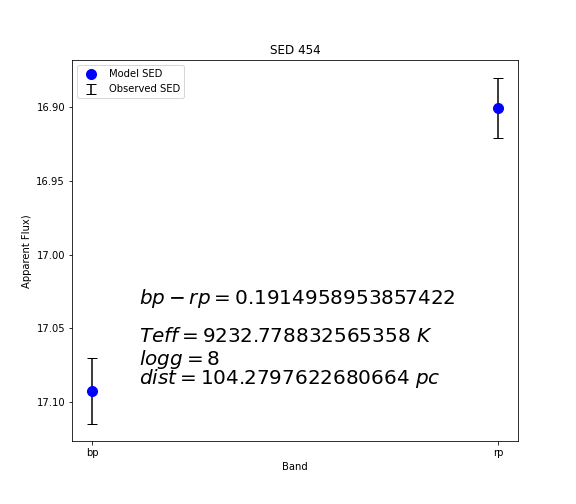 SED 454
Model SED
Observed SED
16.90
16.95
17.00
17.05
17.10
Apparent Flux)
bp − rp = 0.1914958953857422
Teff = 9232.778832565358 K
logg = 8
dist = 104.2797622680664 pc
bp
rp
Band